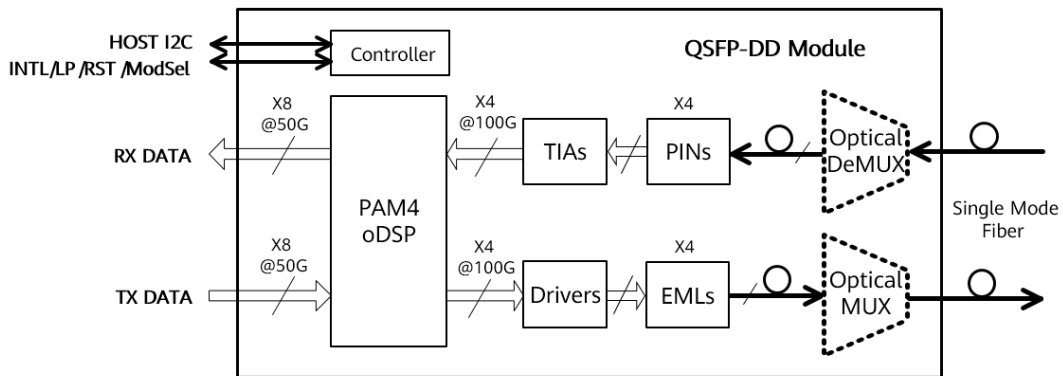 HOST I2C
INTL/LP/RST/ModSel
Controller
QSFP-DD Module
X8
@50G
X4
@100G
X4
RX DATA
TIAs
PINs
Optical
DeMUX
PAM4
oDSP
Single Mode
Fiber
X8
@50G
X4
@100G
X4
TX DATA
Drivers
EMLs
Optical
MUX